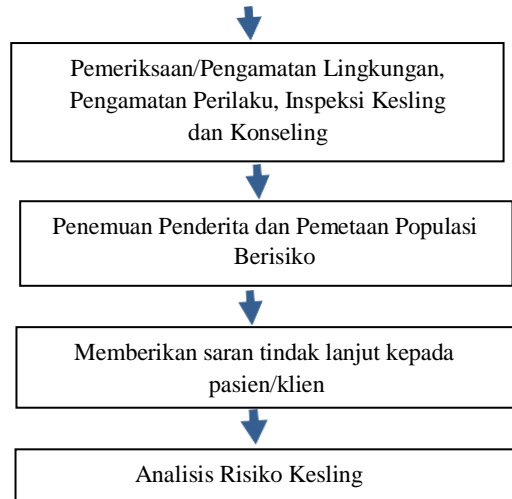 Pemeriksaan/Pengamatan Lingkungan,
Pengamatan Perilaku, Inspeksi Kesling
dan Konseling
Penemuan Penderita dan Pemetaan Populasi
Berisiko
Memberikan saran tindak lanjut kepada
pasien/klien
Analisis Risiko Kesling